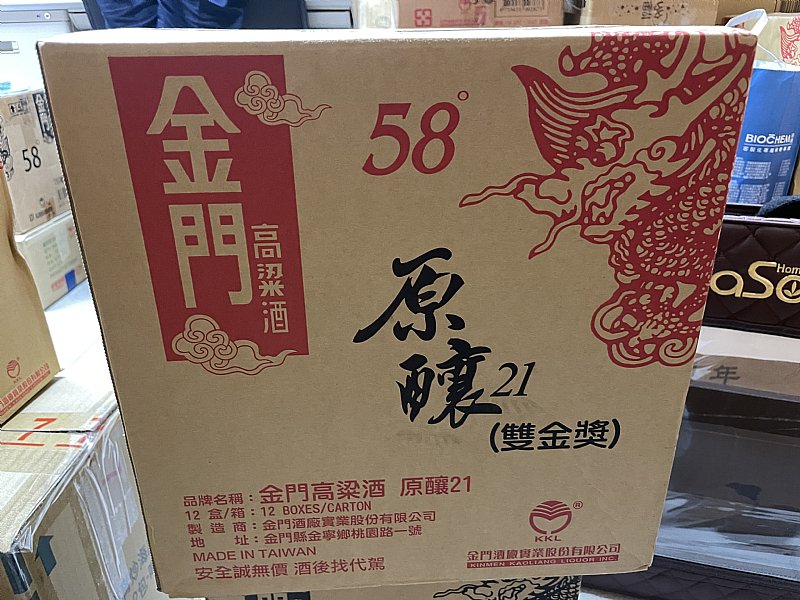 金門
高粱酒
58°
原釀21
(雙金獎)
品牌名稱：金門高粱酒 原釀21
12 盒/箱：12 BOXES/CARTON
製造商：金門酒廠實業股份有限公司
地址：金門縣金寧鄉桃園路一號
MADE IN TAIWAN
安全誠無價 酒後找代駕
KKL®
金門酒廠實業股份有限公司
KINMEN KAOLIANG LIQUOR INC.
58
BIOCHEM
Hom
aSo
年